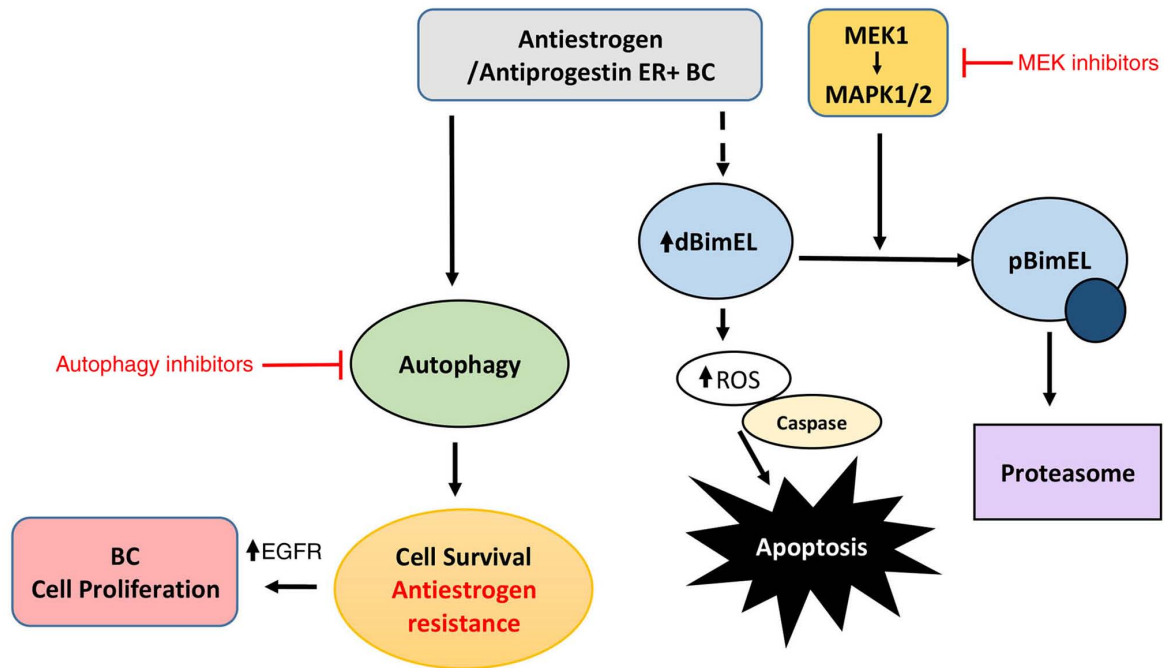 Antiestrogen
/Antiprogestin ER+ BC
MEK1
MAPK1/2
MEK inhibitors
dBimEL
pBimEL
Autophagy inhibitors
Autophagy
ROS
Caspase
Proteasome
Apoptosis
BC
Cell Proliferation
EGFR
Cell Survival
Antiestrogen
resistance